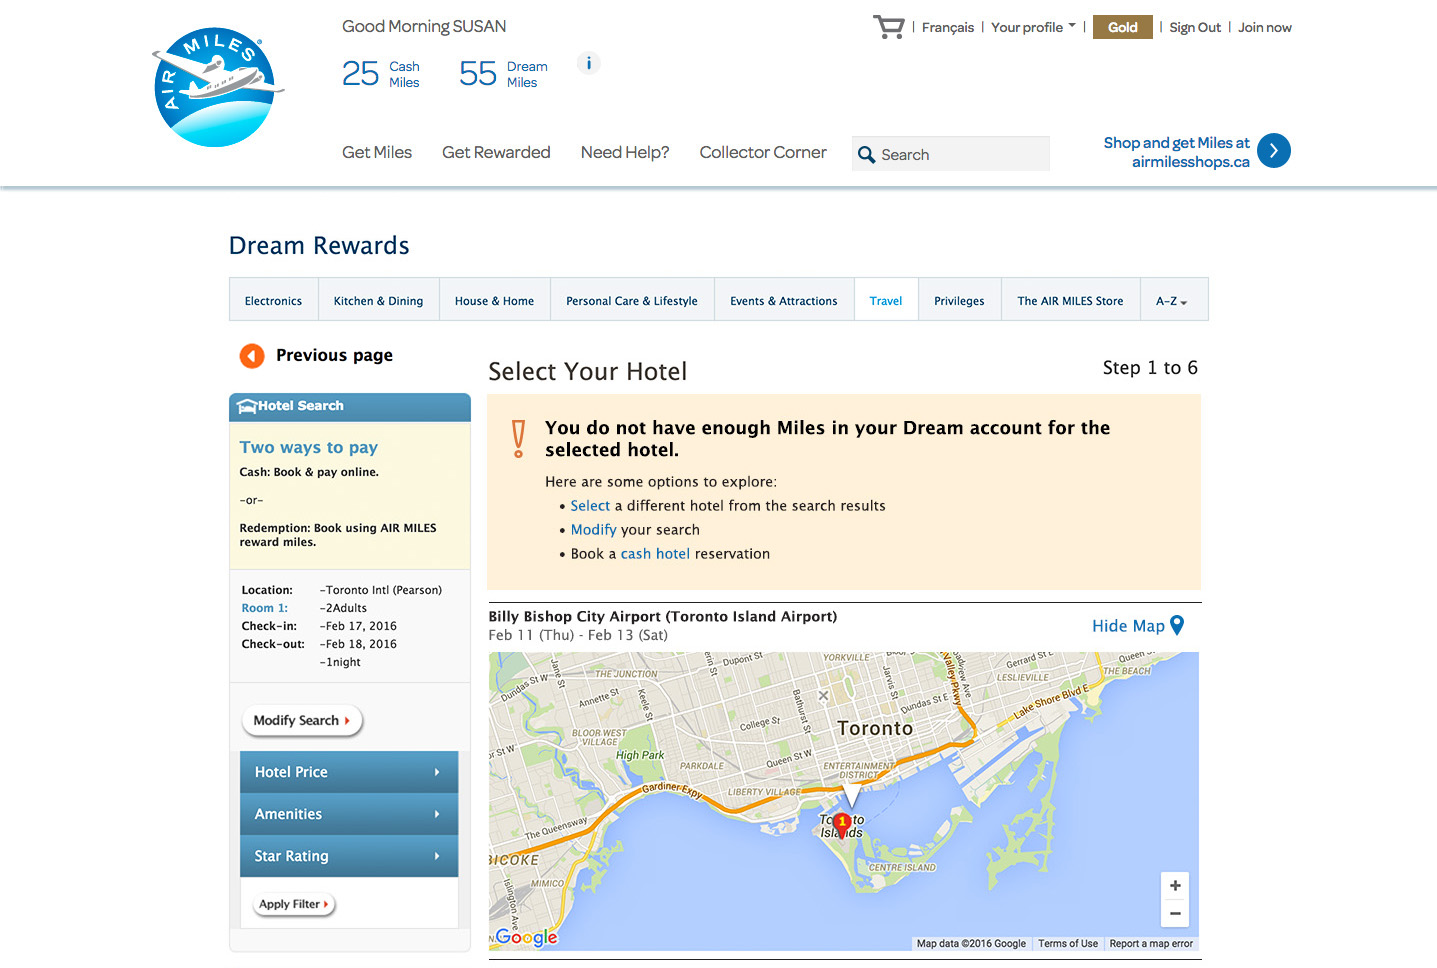 Good Morning SUSAN
25 Cash Miles
55 Dream Miles
i
| Français | Your profile | Gold | Sign Out | Join now
AIR MILES
Get Miles
Get Rewarded
Need Help?
Collector Corner
Search
Shop and get Miles at
airmilesshops.ca
Dream Rewards
Electronics
Kitchen & Dining
House & Home
Personal Care & Lifestyle
Events & Attractions
Travel
Privileges
The AIR MILES Store
A-Z
Previous page
Hotel Search
Two ways to pay
Cash: Book & pay online.
-or-
Redemption: Book using AIR MILES
reward miles.
Location: -Toronto Intl (Pearson)
Room 1: -2Adults
Check-in: -Feb 17, 2016
Check-out: -Feb 18, 2016
-1night
Modify Search
Hotel Price
Amenities
Star Rating
Apply Filter
Select Your Hotel
Step 1 to 6
You do not have enough Miles in your Dream account for the
selected hotel.
Here are some options to explore:
• Select a different hotel from the search results
• Modify your search
• Book a cash hotel reservation
Billy Bishop City Airport (Toronto Island Airport)
Feb 11 (Thu) - Feb 13 (Sat)
Hide Map
Dundas St W
Jane St
THE JUNCTION
Annette St
Keele St
Dupont St
YORKVILLE
Bathurst St
Jarvis St
Valley Pkwy
Gerrard St E
Queen St E
THE BEACH
LESLIEVILLE
Dundas St E
Lake Shore Blvd E
College St
Toronto
BLOOR-WEST
VILLAGE
High Park
PARKDALE
Queen St W
ENTERTAINMENT
DISTRICT
LIBERTY VILLAGE
Gardiner Expy
The Queensway
Toronto
Islands
1
CENTRE ISLAND
BICOKE
MIMICO
Islington Ave
Google
+
−
Map data ©2016 Google
Terms of Use
Report a map error